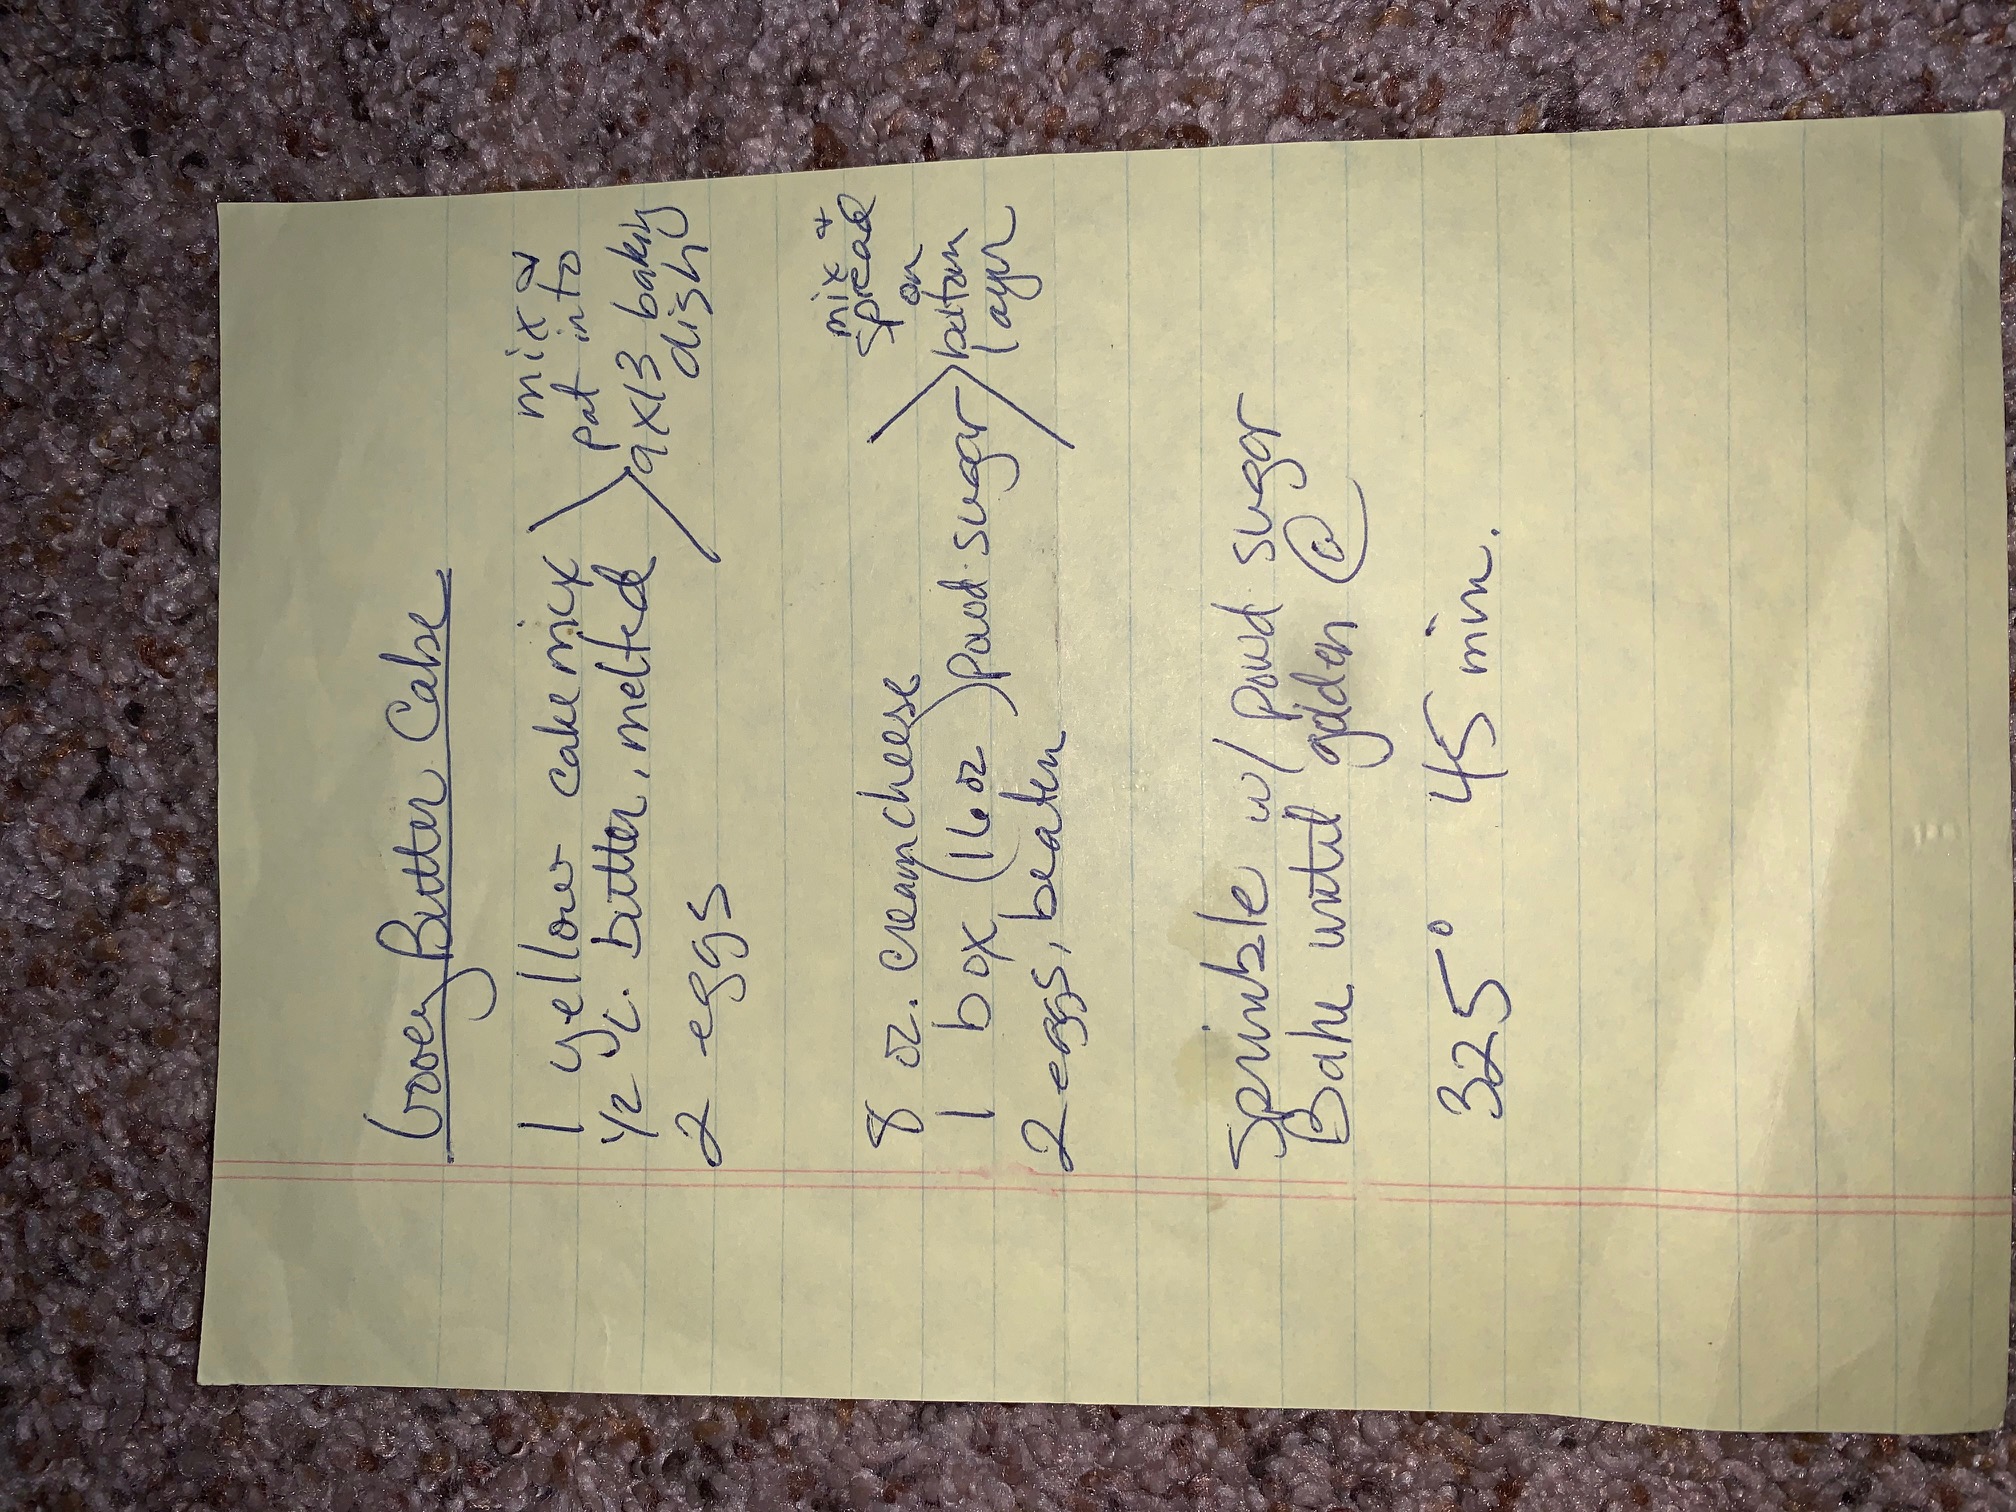 Gooey Butter Cake
1 yellow cake mix
1/2 c. butter, melted
2 eggs
mix &
pat into
9x13 baking
dish
8 oz. cream cheese
1 box (16 oz) powd. sugar
2 eggs, beaten
mix &
spread
on
bottom
layer
Sprinkle w/ powd. sugar
Bake until golden @
325° 45 min.